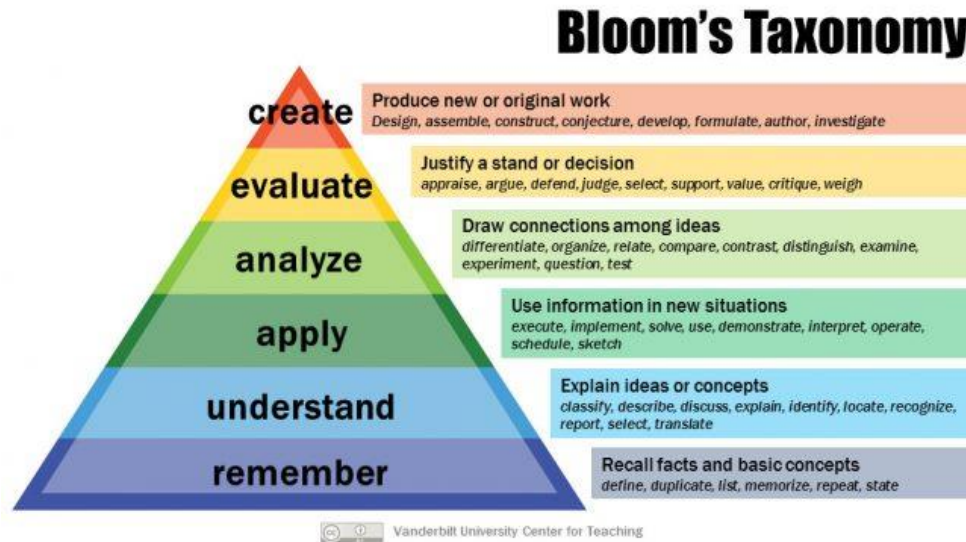 Bloom's Taxonomy
create
Produce new or original work
Design, assemble, construct, conjecture, develop, formulate, author, investigate
evaluate
Justify a stand or decision
appraise, argue, defend, judge, select, support, value, critique, weigh
analyze
Draw connections among ideas
differentiate, organize, relate, compare, contrast, distinguish, examine,
experiment, question, test
apply
Use information in new situations
execute, implement, solve, use, demonstrate, interpret, operate,
schedule, sketch
understand
Explain ideas or concepts
classify, describe, discuss, explain, identify, locate, recognize,
report, select, translate
remember
Recall facts and basic concepts
define, duplicate, list, memorize, repeat, state
cc
Vanderbilt University Center for Teaching